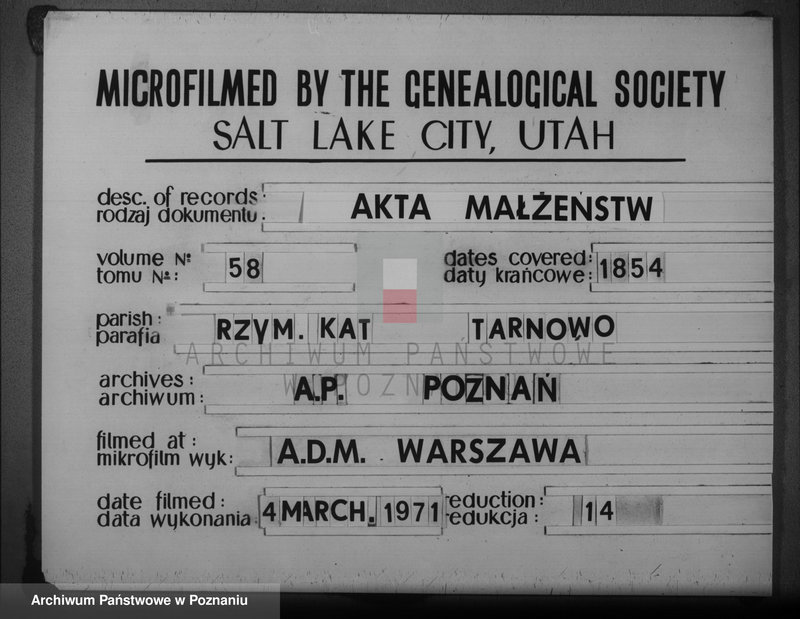 MICROFILMED BY THE GENEALOGICAL SOCIETY
SALT LAKE CITY, UTAH
desc. of records: AKTA MAŁŻEŃSTW
rodzaj dokumentu:
volume Nº 58 dates covered: 1854
tomu Nº: daty krańcowe:
parish: RZYM. KAT TARNOWO
parafia
ARCHIWUM PAŃSTWOWE
W POZNANIU
archives: A.P. POZNAŃ
archiwum:
filmed at: A.D.M. WARSZAWA
mikrofilm wyk:
date filmed: 4 MARCH. 1971 reduction: 14
data wykonania: redukcja:
Archiwum Państwowe w Poznaniu